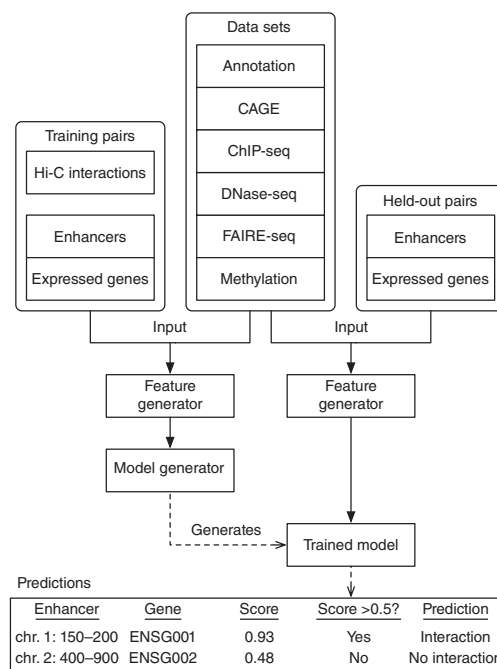 Data sets
Annotation
CAGE
ChIP-seq
DNase-seq
FAIRE-seq
Methylation
Training pairs
Hi-C interactions
Enhancers
Expressed genes
Held-out pairs
Enhancers
Expressed genes
Input
Input
Feature
generator
Feature
generator
Model generator
Generates
Trained model
Predictions
Enhancer Gene Score Score >0.5? Prediction
chr. 1: 150–200 ENSG001 0.93 Yes Interaction
chr. 2: 400–900 ENSG002 0.48 No No interaction